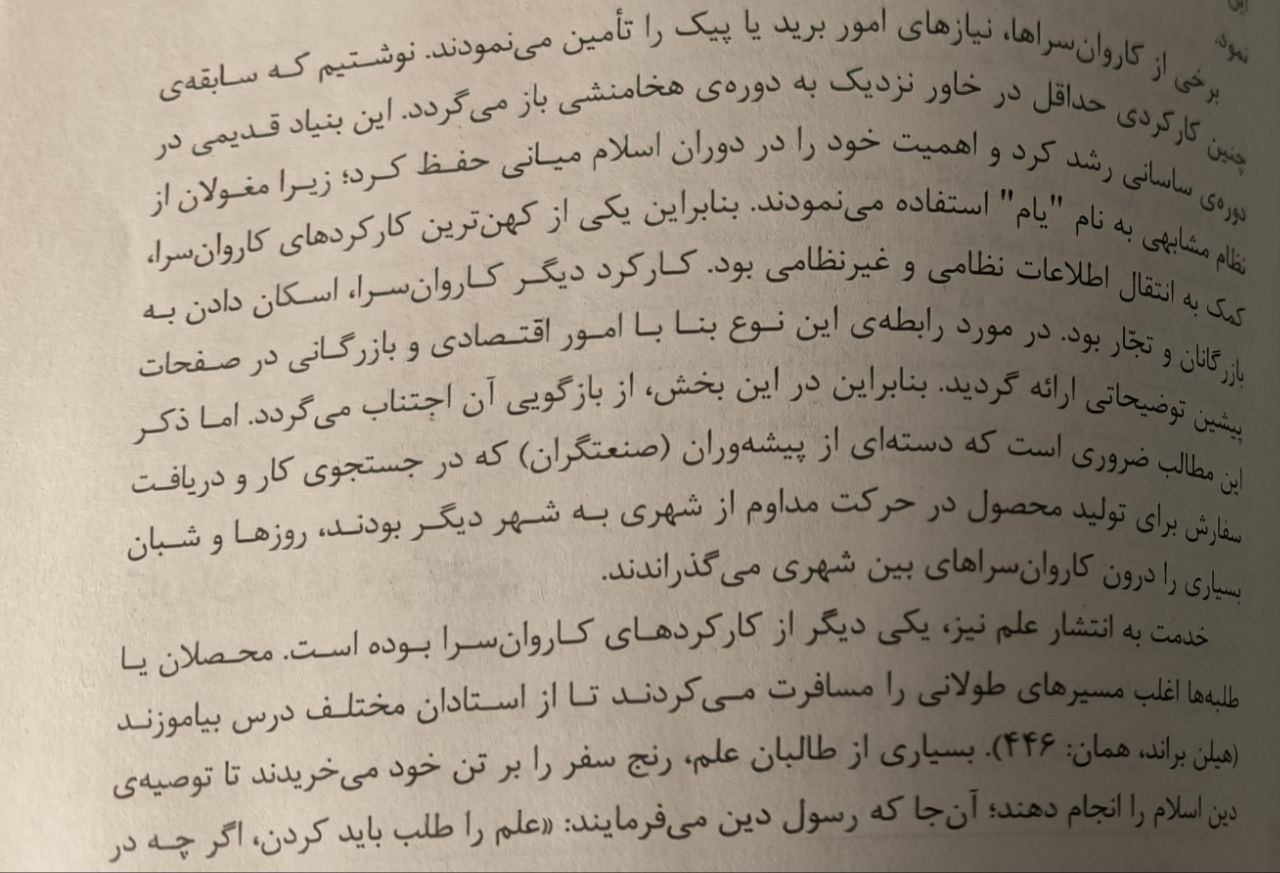 نمود.
برخی از کاروان‌سراها، نیازهای امور برید یا پیک را تأمین می‌نمودند. نوشتیم که سابقه‌ی
چنین کارکردی حداقل در خاور نزدیک به دوره‌ی هخامنشی باز می‌گردد. این بنیاد قدیمی در
دوره‌ی ساسانی رشد کرد و اهمیت خود را در دوران اسلام میانی حفظ کرد؛ زیرا مغولان از
نظام مشابهی به نام "یام" استفاده می‌نمودند. بنابراین یکی از کهن‌ترین کارکردهای کاروان‌سرا،
کمک به انتقال اطلاعات نظامی و غیرنظامی بود. کارکرد دیگر کاروان‌سرا، اسکان دادن به
بازرگانان و تجّار بود. در مورد رابطه‌ی این نوع بنا با امور اقتصادی و بازرگانی در صفحات
پیشین توضیحاتی ارائه گردید. بنابراین در این بخش، از بازگویی آن اجتناب می‌گردد. اما ذکر
این مطالب ضروری است که دسته‌ای از پیشه‌وران (صنعتگران) که در جستجوی کار و دریافت
سفارش برای تولید محصول در حرکت مداوم از شهری به شهر دیگر بودند، روزها و شبان
بسیاری را درون کاروان‌سراهای بین شهری می‌گذراندند.
خدمت به انتشار علم نیز، یکی دیگر از کارکردهای کاروان‌سرا بوده است. محصلان یا
طلبه‌ها اغلب مسیرهای طولانی را مسافرت می‌کردند تا از استادان مختلف درس بیاموزند
(هیلن براند، همان: ۴۴۶). بسیاری از طالبان علم، رنج سفر را بر تن خود می‌خریدند تا توصیه‌ی
دین اسلام را انجام دهند؛ آن‌جا که رسول دین می‌فرمایند: «علم را طلب باید کردن، اگر چه در